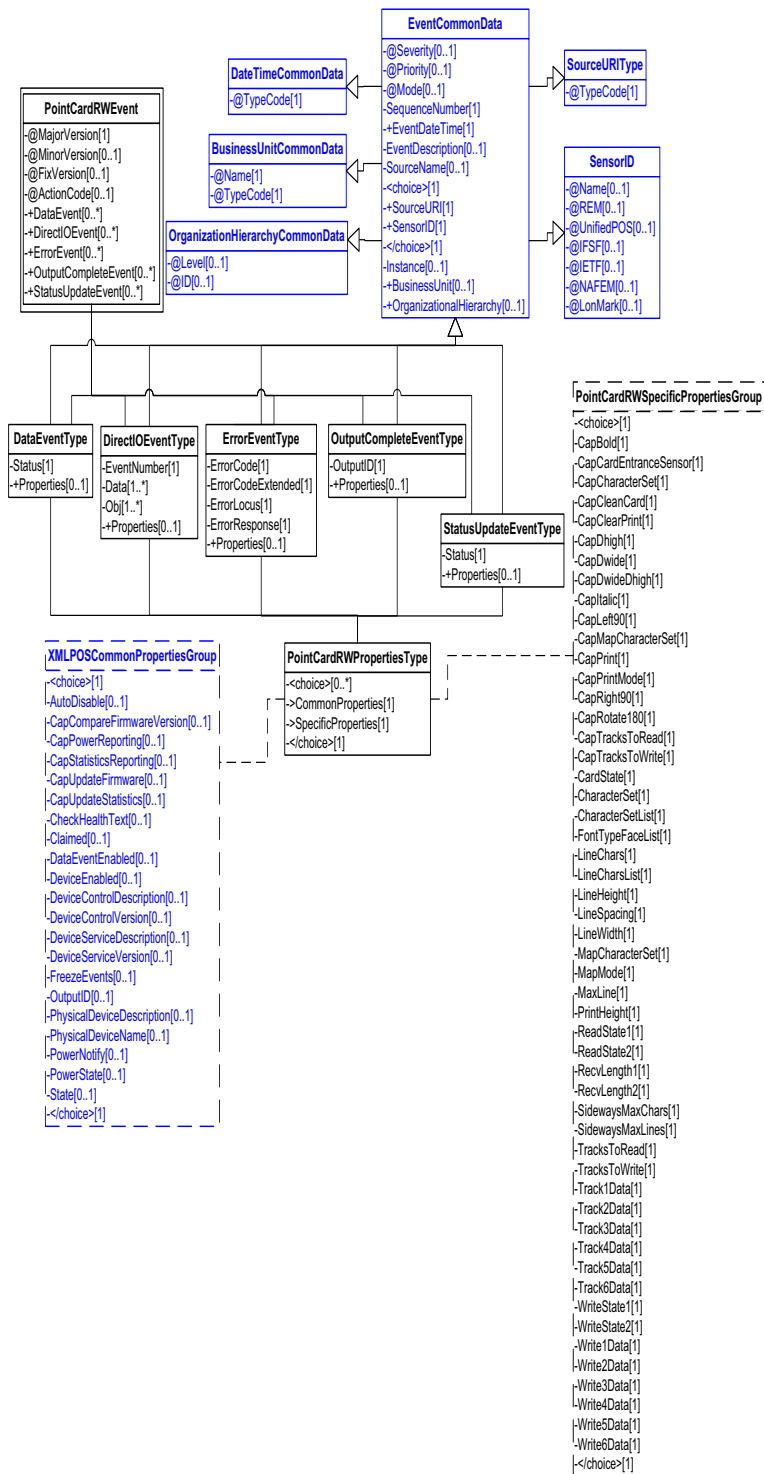 EventCommonData
-@Severity[0..1]
-@Priority[0..1]
-@Mode[0..1]
-SequenceNumber[1]
-+EventDateTime[1]
-EventDescription[0..1]
-SourceName[0..1]
-<choice>[1]
-+SourceURI[1]
-+SensorID[1]
-</choice>[1]
-Instance[0..1]
-+BusinessUnit[0..1]
-+OrganizationalHierarchy[0..1]
DateTimeCommonData
-@TypeCode[1]
SourceURIType
-@TypeCode[1]
PointCardRWEvent
-@MajorVersion[1]
-@MinorVersion[0..1]
-@FixVersion[0..1]
-@ActionCode[0..1]
-+DataEvent[0..*]
-+DirectIOEvent[0..*]
-+ErrorEvent[0..*]
-+OutputCompleteEvent[0..*]
-+StatusUpdateEvent[0..*]
BusinessUnitCommonData
-@Name[1]
-@TypeCode[1]
SensorID
-@Name[0..1]
-@REM[0..1]
-@UnifiedPOS[0..1]
-@IFSF[0..1]
-@IETF[0..1]
-@NAFEM[0..1]
-@LonMark[0..1]
OrganizationHierarchyCommonData
-@Level[0..1]
-@ID[0..1]
DataEventType
-Status[1]
-+Properties[0..1]
DirectIOEventType
-EventNumber[1]
-Data[1..*]
-Obj[1..*]
-+Properties[0..1]
ErrorEventType
-ErrorCode[1]
-ErrorCodeExtended[1]
-ErrorLocus[1]
-ErrorResponse[1]
-+Properties[0..1]
OutputCompleteEventType
-OutputID[1]
-+Properties[0..1]
StatusUpdateEventType
-Status[1]
-+Properties[0..1]
PointCardRWSpecificPropertiesGroup
-<choice>[1]
-CapBold[1]
-CapCardEntranceSensor[1]
-CapCharacterSet[1]
-CapCleanCard[1]
-CapClearPrint[1]
-CapDhigh[1]
-CapDwide[1]
-CapDwideDhigh[1]
-CapItalic[1]
-CapLeft90[1]
-CapMapCharacterSet[1]
-CapPrint[1]
-CapPrintMode[1]
-CapRight90[1]
-CapRotate180[1]
-CapTracksToRead[1]
-CapTracksToWrite[1]
-CardState[1]
-CharacterSet[1]
-CharacterSetList[1]
-FontTypeFaceList[1]
-LineChars[1]
-LineCharsList[1]
-LineHeight[1]
-LineSpacing[1]
-LineWidth[1]
-MapCharacterSet[1]
-MapMode[1]
-MaxLine[1]
-PrintHeight[1]
-ReadState1[1]
-ReadState2[1]
-RecvLength1[1]
-RecvLength2[1]
-SidewaysMaxChars[1]
-SidewaysMaxLines[1]
-TracksToRead[1]
-TracksToWrite[1]
-Track1Data[1]
-Track2Data[1]
-Track3Data[1]
-Track4Data[1]
-Track5Data[1]
-Track6Data[1]
-WriteState1[1]
-WriteState2[1]
-Write1Data[1]
-Write2Data[1]
-Write3Data[1]
-Write4Data[1]
-Write5Data[1]
-Write6Data[1]
-</choice>[1]
PointCardRWPropertiesType
-<choice>[0..*]
->CommonProperties[1]
->SpecificProperties[1]
-</choice>[1]
XMLPOSCommonPropertiesGroup
-<choice>[1]
-AutoDisable[0..1]
-CapCompareFirmwareVersion[0..1]
-CapPowerReporting[0..1]
-CapStatisticsReporting[0..1]
-CapUpdateFirmware[0..1]
-CapUpdateStatistics[0..1]
-CheckHealthText[0..1]
-Claimed[0..1]
-DataEventEnabled[0..1]
-DeviceEnabled[0..1]
-DeviceControlDescription[0..1]
-DeviceControlVersion[0..1]
-DeviceServiceDescription[0..1]
-DeviceServiceVersion[0..1]
-FreezeEvents[0..1]
-OutputID[0..1]
-PhysicalDeviceDescription[0..1]
-PhysicalDeviceName[0..1]
-PowerNotify[0..1]
-PowerState[0..1]
-State[0..1]
-</choice>[1]